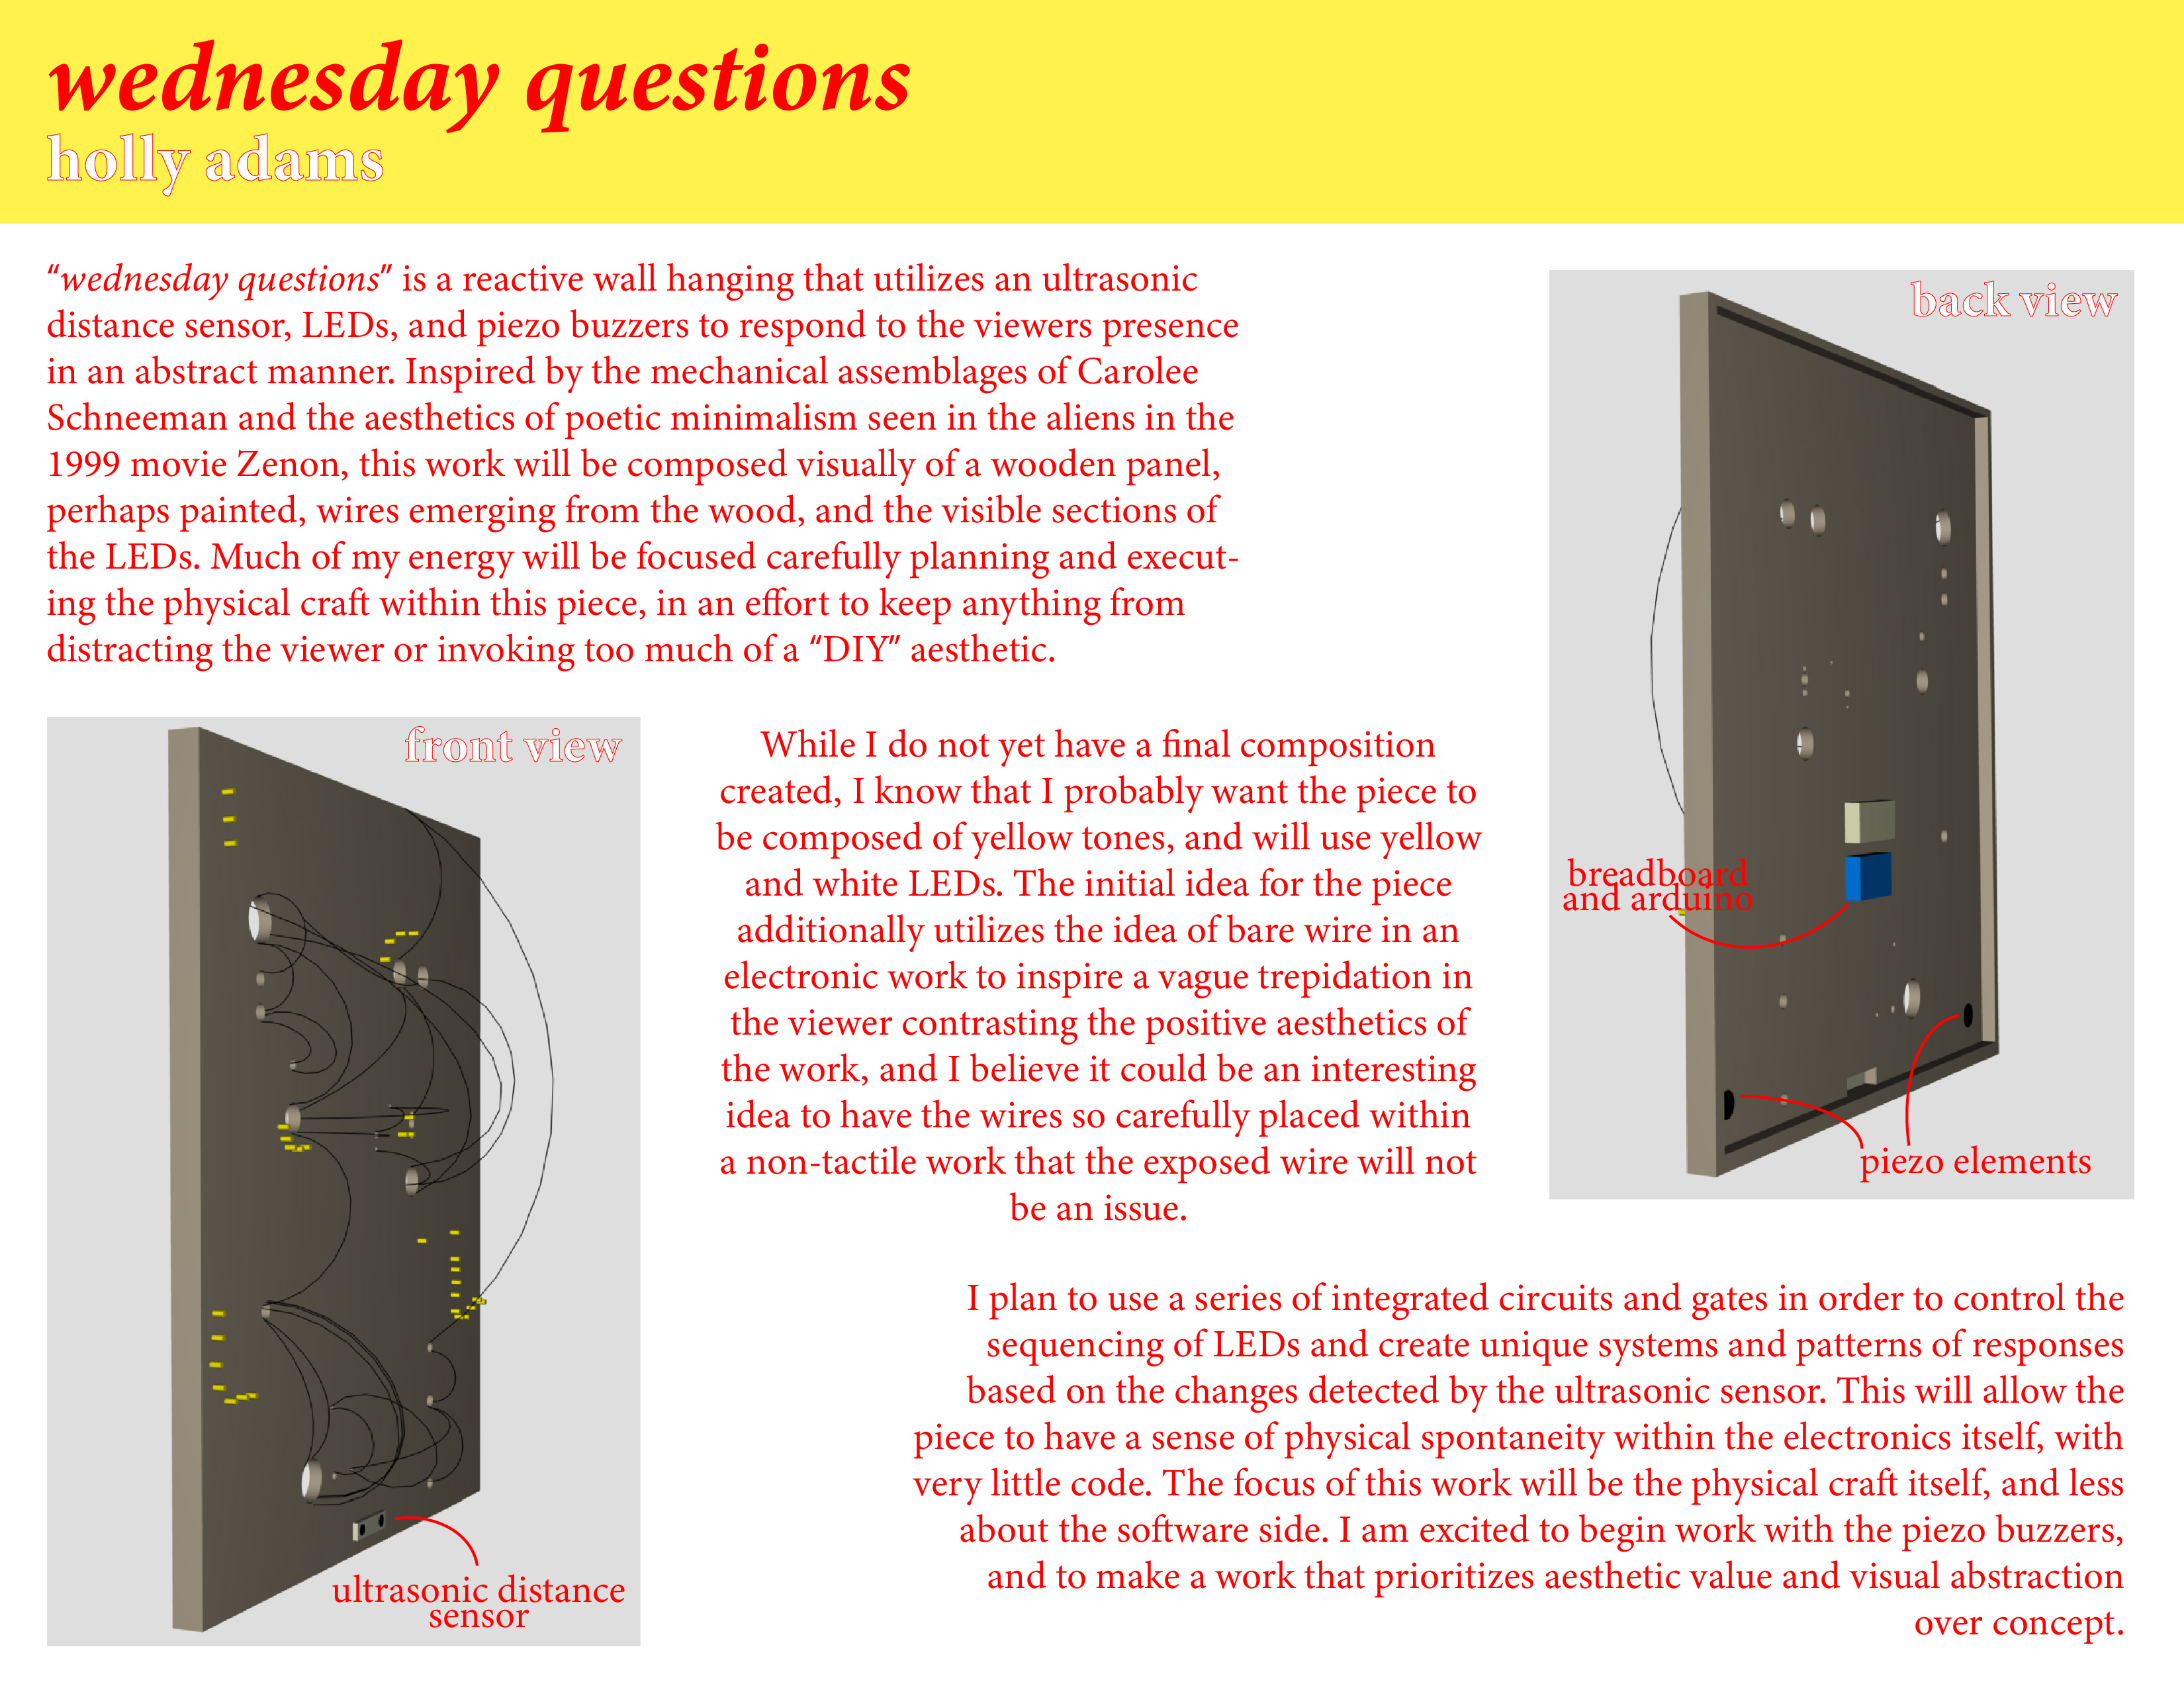 wednesday questions
holly adams
“wednesday questions” is a reactive wall hanging that utilizes an ultrasonic
distance sensor, LEDs, and piezo buzzers to respond to the viewers presence
in an abstract manner. Inspired by the mechanical assemblages of Carolee
Schneeman and the aesthetics of poetic minimalism seen in the aliens in the
1999 movie Zenon, this work will be composed visually of a wooden panel,
perhaps painted, wires emerging from the wood, and the visible sections of
the LEDs. Much of my energy will be focused carefully planning and execut-
ing the physical craft within this piece, in an effort to keep anything from
distracting the viewer or invoking too much of a “DIY” aesthetic.
back view
breadboard
and arduino
piezo elements
front view
ultrasonic distance
sensor
While I do not yet have a final composition
created, I know that I probably want the piece to
be composed of yellow tones, and will use yellow
and white LEDs. The initial idea for the piece
additionally utilizes the idea of bare wire in an
electronic work to inspire a vague trepidation in
the viewer contrasting the positive aesthetics of
the work, and I believe it could be an interesting
idea to have the wires so carefully placed within
a non-tactile work that the exposed wire will not
be an issue.
I plan to use a series of integrated circuits and gates in order to control the
sequencing of LEDs and create unique systems and patterns of responses
based on the changes detected by the ultrasonic sensor. This will allow the
piece to have a sense of physical spontaneity within the electronics itself, with
very little code. The focus of this work will be the physical craft itself, and less
about the software side. I am excited to begin work with the piezo buzzers,
and to make a work that prioritizes aesthetic value and visual abstraction
over concept.